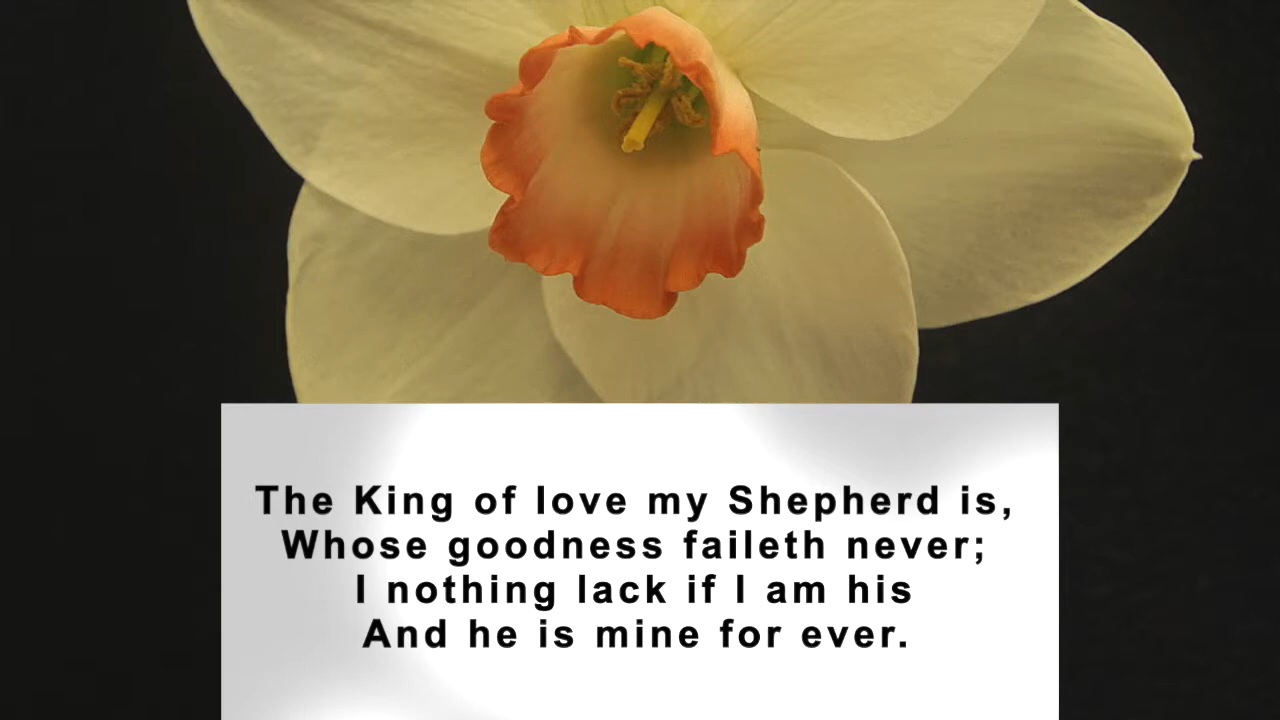 The King of love my Shepherd is,
Whose goodness faileth never;
I nothing lack if I am his
And he is mine for ever.